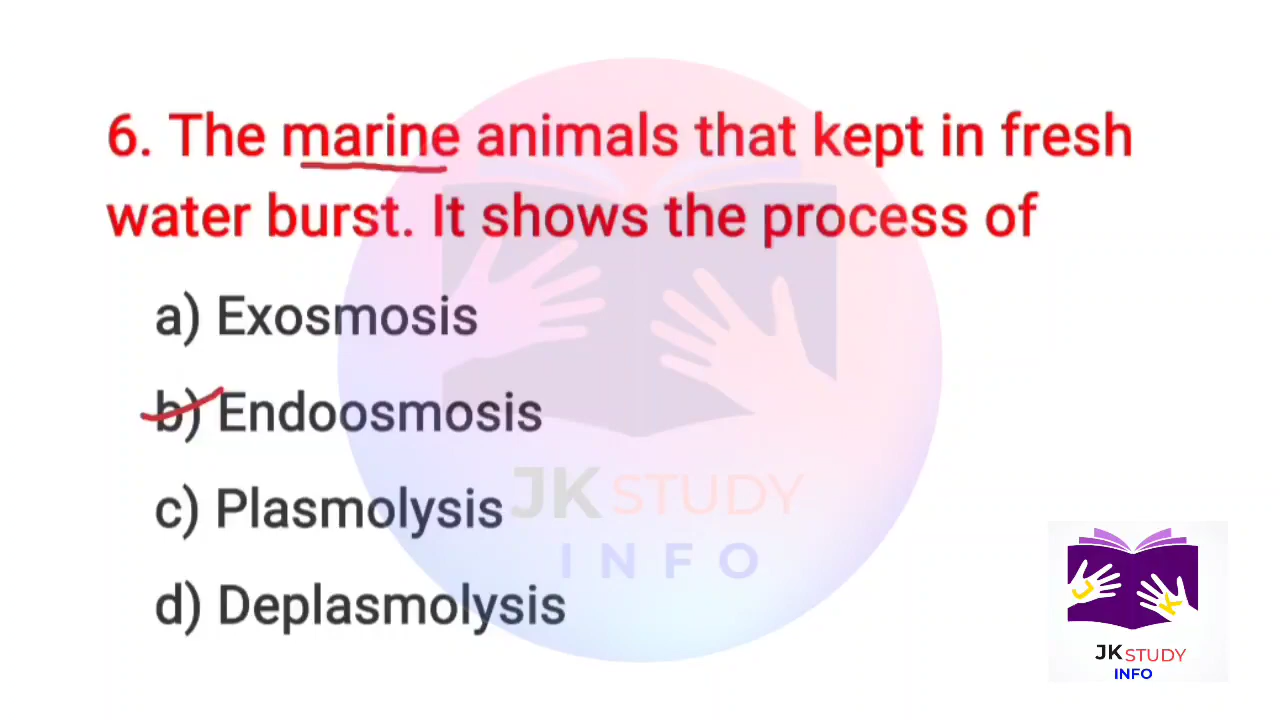 6. The marine animals that kept in fresh
water burst. It shows the process of
a) Exosmosis
b) Endoosmosis
c) Plasmolysis
d) Deplasmolysis
JK STUDY
INFO
J K
JK STUDY
INFO